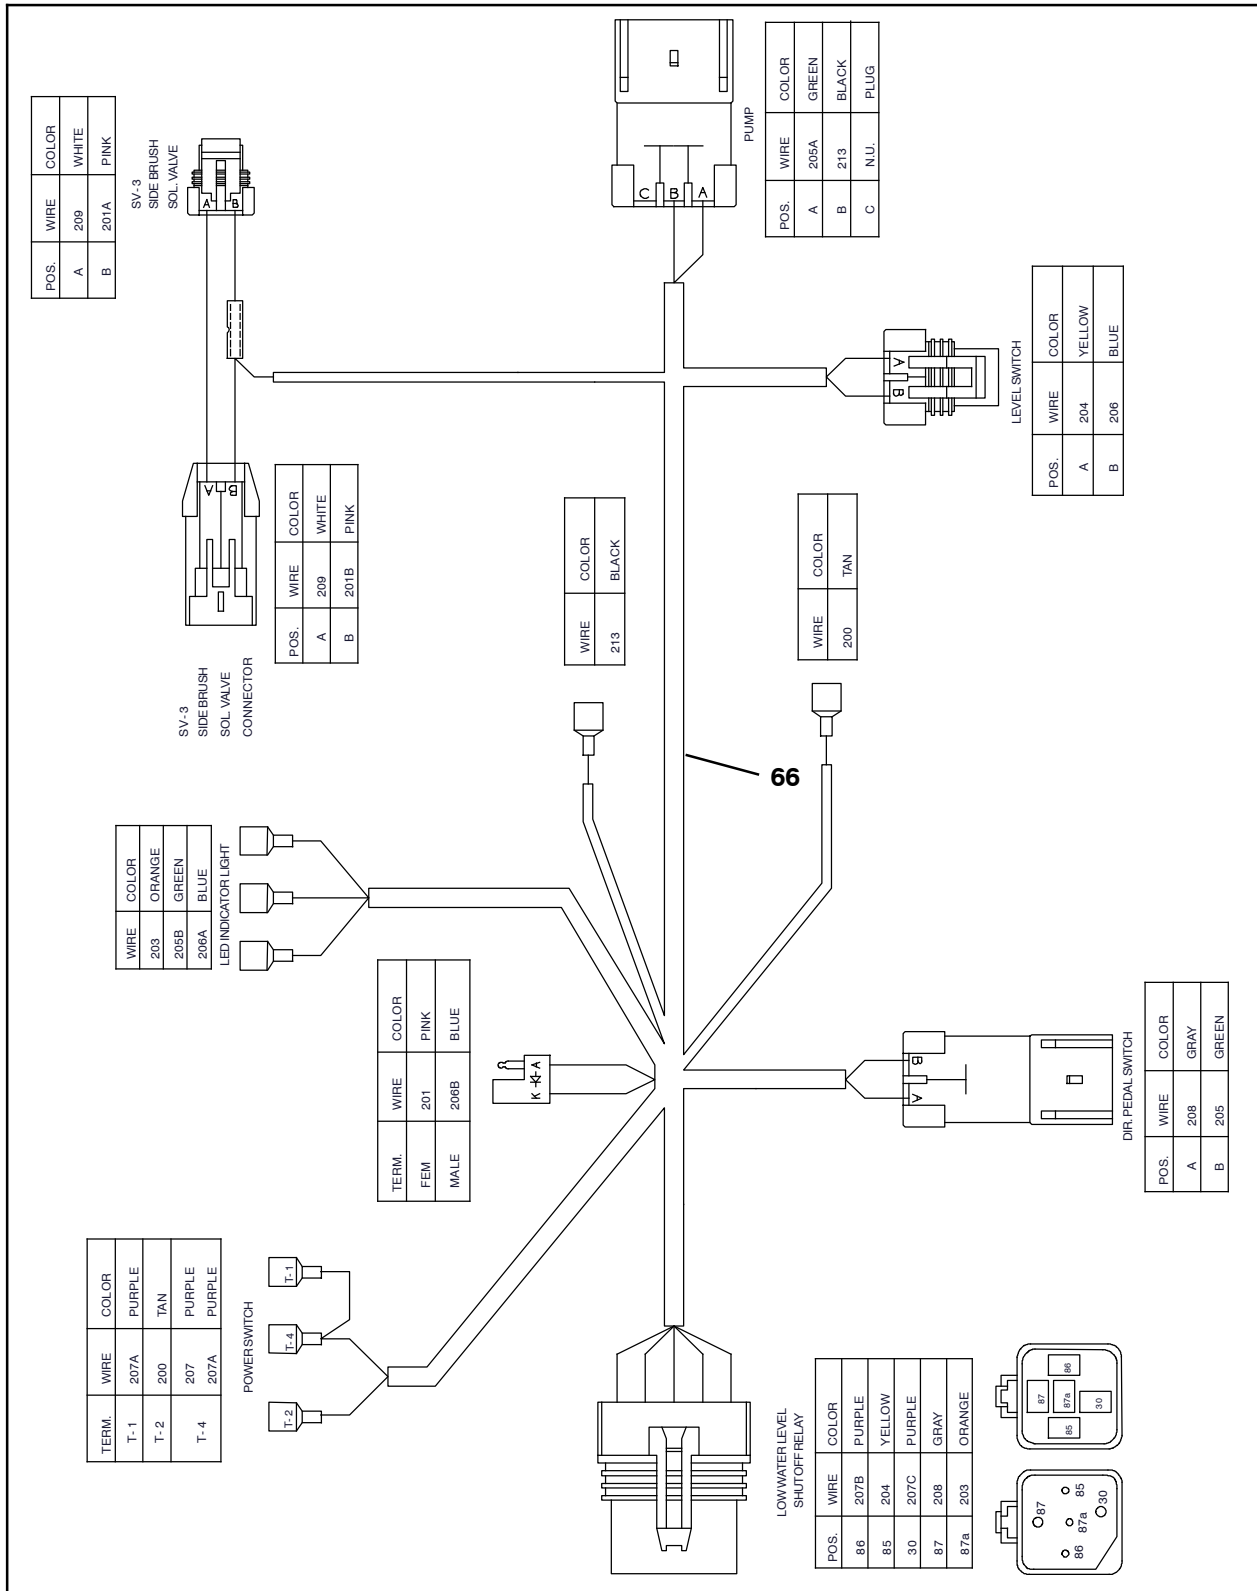 POS. WIRE COLOR
A 209 WHITE
B 201A PINK
SV-3
SIDE BRUSH
SOL. VALVE
A
B
C
B
A
PUMP
POS. WIRE COLOR
A 205A GREEN
B 213 BLACK
C N.U. PLUG
A
B
SV-3
SIDE BRUSH
SOL. VALVE
CONNECTOR
POS. WIRE COLOR
A 209 WHITE
B 201B PINK
A
B
LEVEL SWITCH
POS. WIRE COLOR
A 204 YELLOW
B 206 BLUE
WIRE COLOR
213 BLACK
WIRE COLOR
200 TAN
66
WIRE COLOR
203 ORANGE
205B GREEN
206A BLUE
LED INDICATOR LIGHT
TERM. WIRE COLOR
FEM 201 PINK
MALE 206B BLUE
K A
B
A
DIR. PEDAL SWITCH
POS. WIRE COLOR
A 208 GRAY
B 205 GREEN
TERM. WIRE COLOR
T-1 207A PURPLE
T-2 200 TAN
T-4 207 PURPLE
207A PURPLE
POWER SWITCH
T-1
T-4
T-2
LOW WATER LEVEL
SHUTOFF RELAY
POS. WIRE COLOR
86 207B PURPLE
85 204 YELLOW
30 207C PURPLE
87 208 GRAY
87a 203 ORANGE
86
87
87a
30
85
87
85
87a
30
86